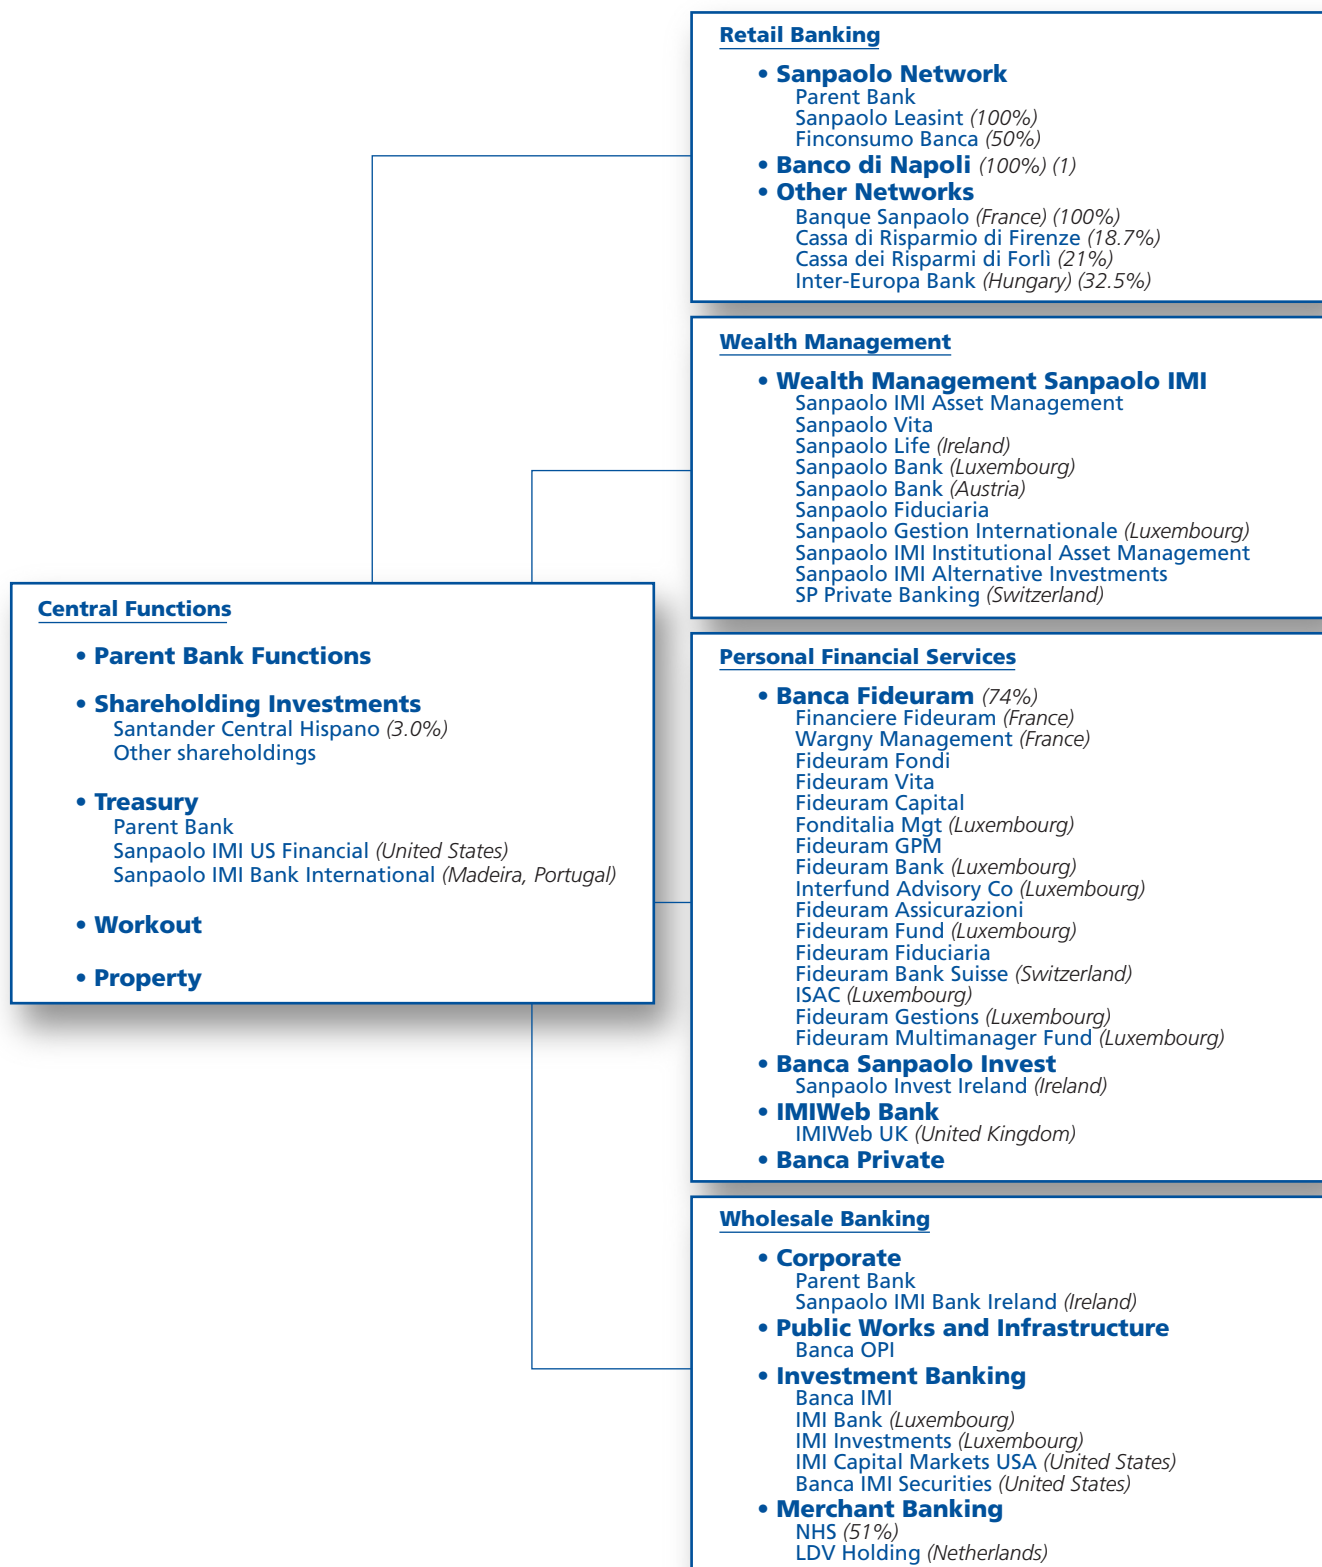 Retail Banking
• Sanpaolo Network
Parent Bank
Sanpaolo Leasint (100%)
Finconsumo Banca (50%)
• Banco di Napoli (100%) (1)
• Other Networks
Banque Sanpaolo (France) (100%)
Cassa di Risparmio di Firenze (18.7%)
Cassa dei Risparmi di Forlì (21%)
Inter-Europa Bank (Hungary) (32.5%)
Wealth Management
• Wealth Management Sanpaolo IMI
Sanpaolo IMI Asset Management
Sanpaolo Vita
Sanpaolo Life (Ireland)
Sanpaolo Bank (Luxembourg)
Sanpaolo Bank (Austria)
Sanpaolo Fiduciaria
Sanpaolo Gestion Internationale (Luxembourg)
Sanpaolo IMI Institutional Asset Management
Sanpaolo IMI Alternative Investments
SP Private Banking (Switzerland)
Central Functions
• Parent Bank Functions
• Shareholding Investments
Santander Central Hispano (3.0%)
Other shareholdings
• Treasury
Parent Bank
Sanpaolo IMI US Financial (United States)
Sanpaolo IMI Bank International (Madeira, Portugal)
• Workout
• Property
Personal Financial Services
• Banca Fideuram (74%)
Financiere Fideuram (France)
Wargny Management (France)
Fideuram Fondi
Fideuram Vita
Fideuram Capital
Fonditalia Mgt (Luxembourg)
Fideuram GPM
Fideuram Bank (Luxembourg)
Interfund Advisory Co (Luxembourg)
Fideuram Assicurazioni
Fideuram Fund (Luxembourg)
Fideuram Fiduciaria
Fideuram Bank Suisse (Switzerland)
ISAC (Luxembourg)
Fideuram Gestions (Luxembourg)
Fideuram Multimanager Fund (Luxembourg)
• Banca Sanpaolo Invest
Sanpaolo Invest Ireland (Ireland)
• IMIWeb Bank
IMIWeb UK (United Kingdom)
• Banca Private
Wholesale Banking
• Corporate
Parent Bank
Sanpaolo IMI Bank Ireland (Ireland)
• Public Works and Infrastructure
Banca OPI
• Investment Banking
Banca IMI
IMI Bank (Luxembourg)
IMI Investments (Luxembourg)
IMI Capital Markets USA (United States)
Banca IMI Securities (United States)
• Merchant Banking
NHS (51%)
LDV Holding (Netherlands)